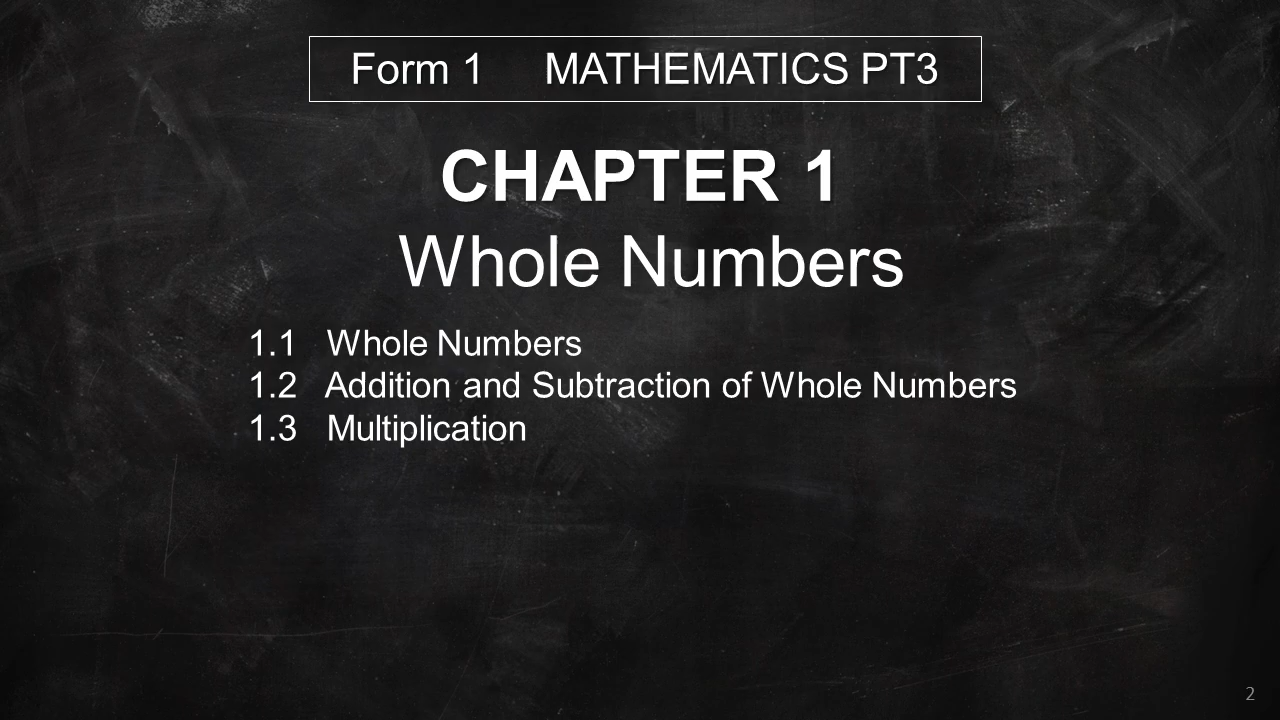 Form 1 MATHEMATICS PT3
CHAPTER 1
Whole Numbers
1.1 Whole Numbers
1.2 Addition and Subtraction of Whole Numbers
1.3 Multiplication
2